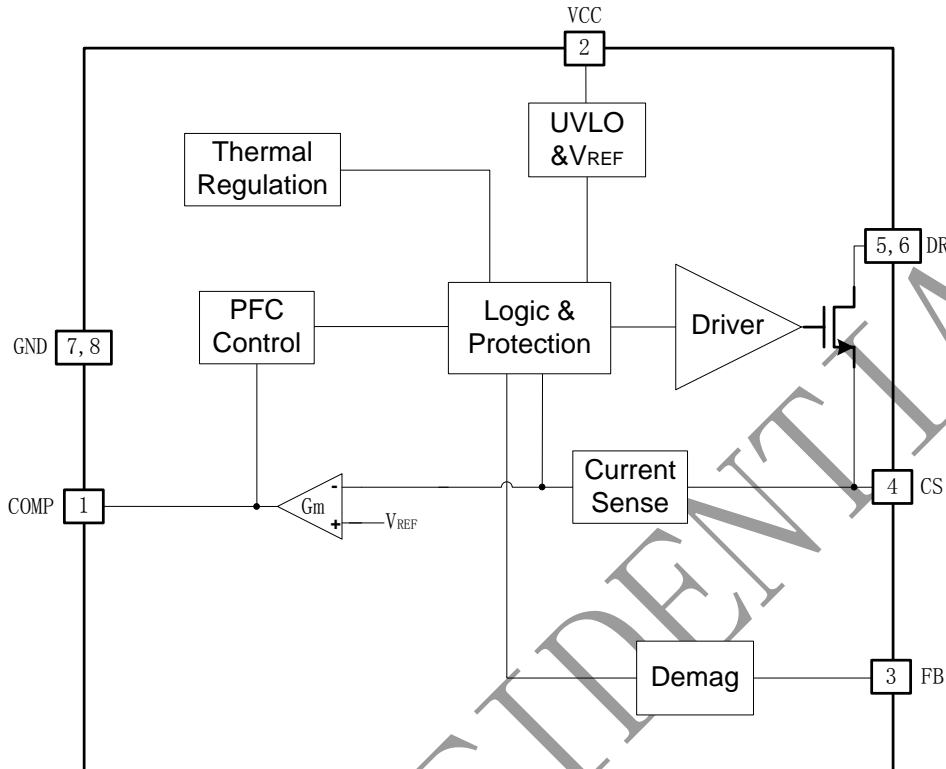 VCC
2
UVLO
&VREF
Thermal
Regulation
5,6
DR
PFC
Control
Logic &
Protection
Driver
GND
7,8
COMP
1
-
Gm
+
VREF
Current
Sense
4
CS
Demag
3
FB
IDENTIA